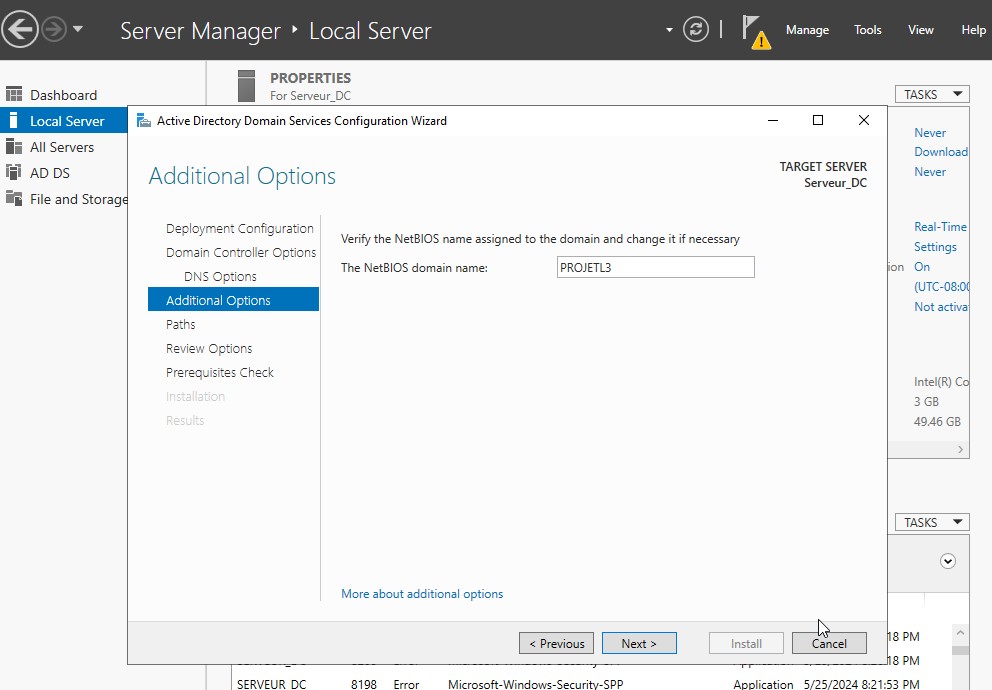 Server Manager ‣ Local Server
Manage Tools View Help
PROPERTIES
For Serveur_DC
TASKS
Dashboard
Local Server
All Servers
AD DS
File and Storage
Active Directory Domain Services Configuration Wizard
Additional Options
TARGET SERVER
Serveur_DC
Deployment Configuration
Domain Controller Options
DNS Options
Additional Options
Paths
Review Options
Prerequisites Check
Installation
Results
Verify the NetBIOS name assigned to the domain and change it if necessary
The NetBIOS domain name: PROJETL3
More about additional options
< Previous Next > Install Cancel
Never
Download
Never
Real-Time
Settings
ion On
(UTC-08:00
Not activa
Intel(R) Co
3 GB
49.46 GB
TASKS
18 PM
18 PM
SERVEUR_DC 8198 Error Microsoft-Windows-Security-SPP Application 5/25/2024 8:21:53 PM